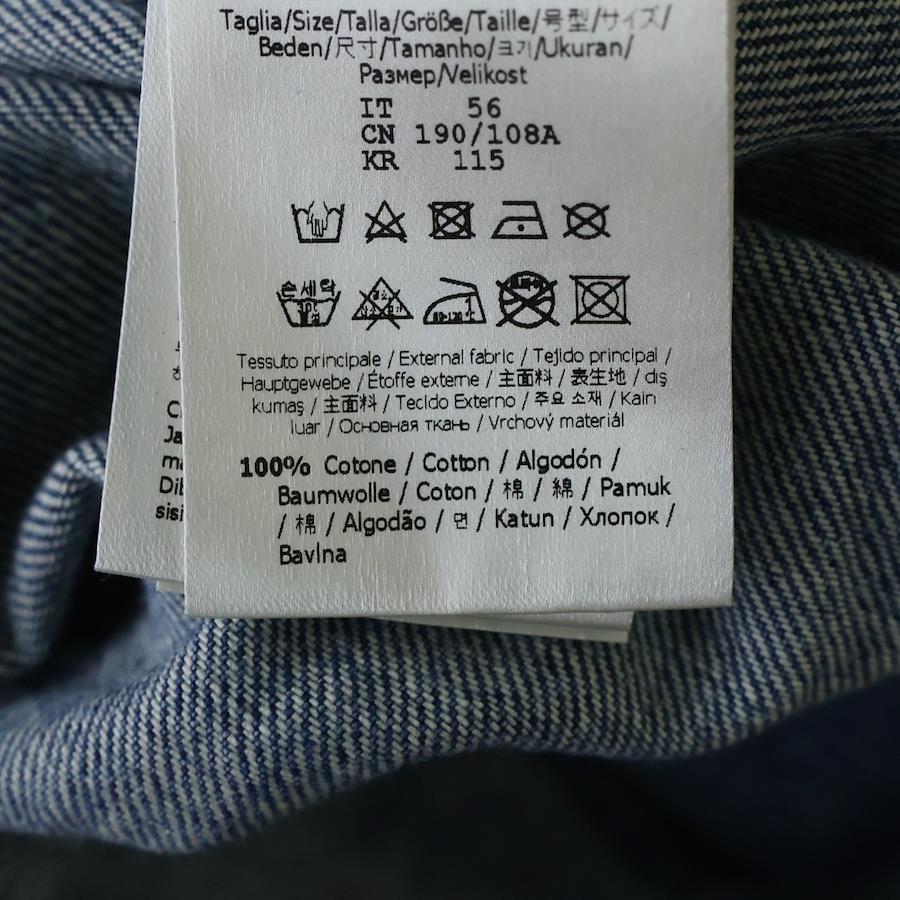 Taglia/Size/Talla/Größe/Taille/号型/サイズ/
Beden/尺寸/Tamanho/크기/Ukuran/
Размер/Velikost
IT 56
CN 190/108A
KR 115
손세탁
80-120°C
Tessuto principale / External fabric / Tejido principal /
Hauptgewebe / Étoffe externe / 主面料 / 表生地 / dış
kumaş / 主面料 / Tecido Externo / 주요 소재 / Kain
luar / Основная ткань / Vrchový materiál
100% Cotone / Cotton / Algodón /
Baumwolle / Coton / 棉 / 綿 / Pamuk
/ 棉 / Algodão / 면 / Katun / Хлопок /
Bavlna